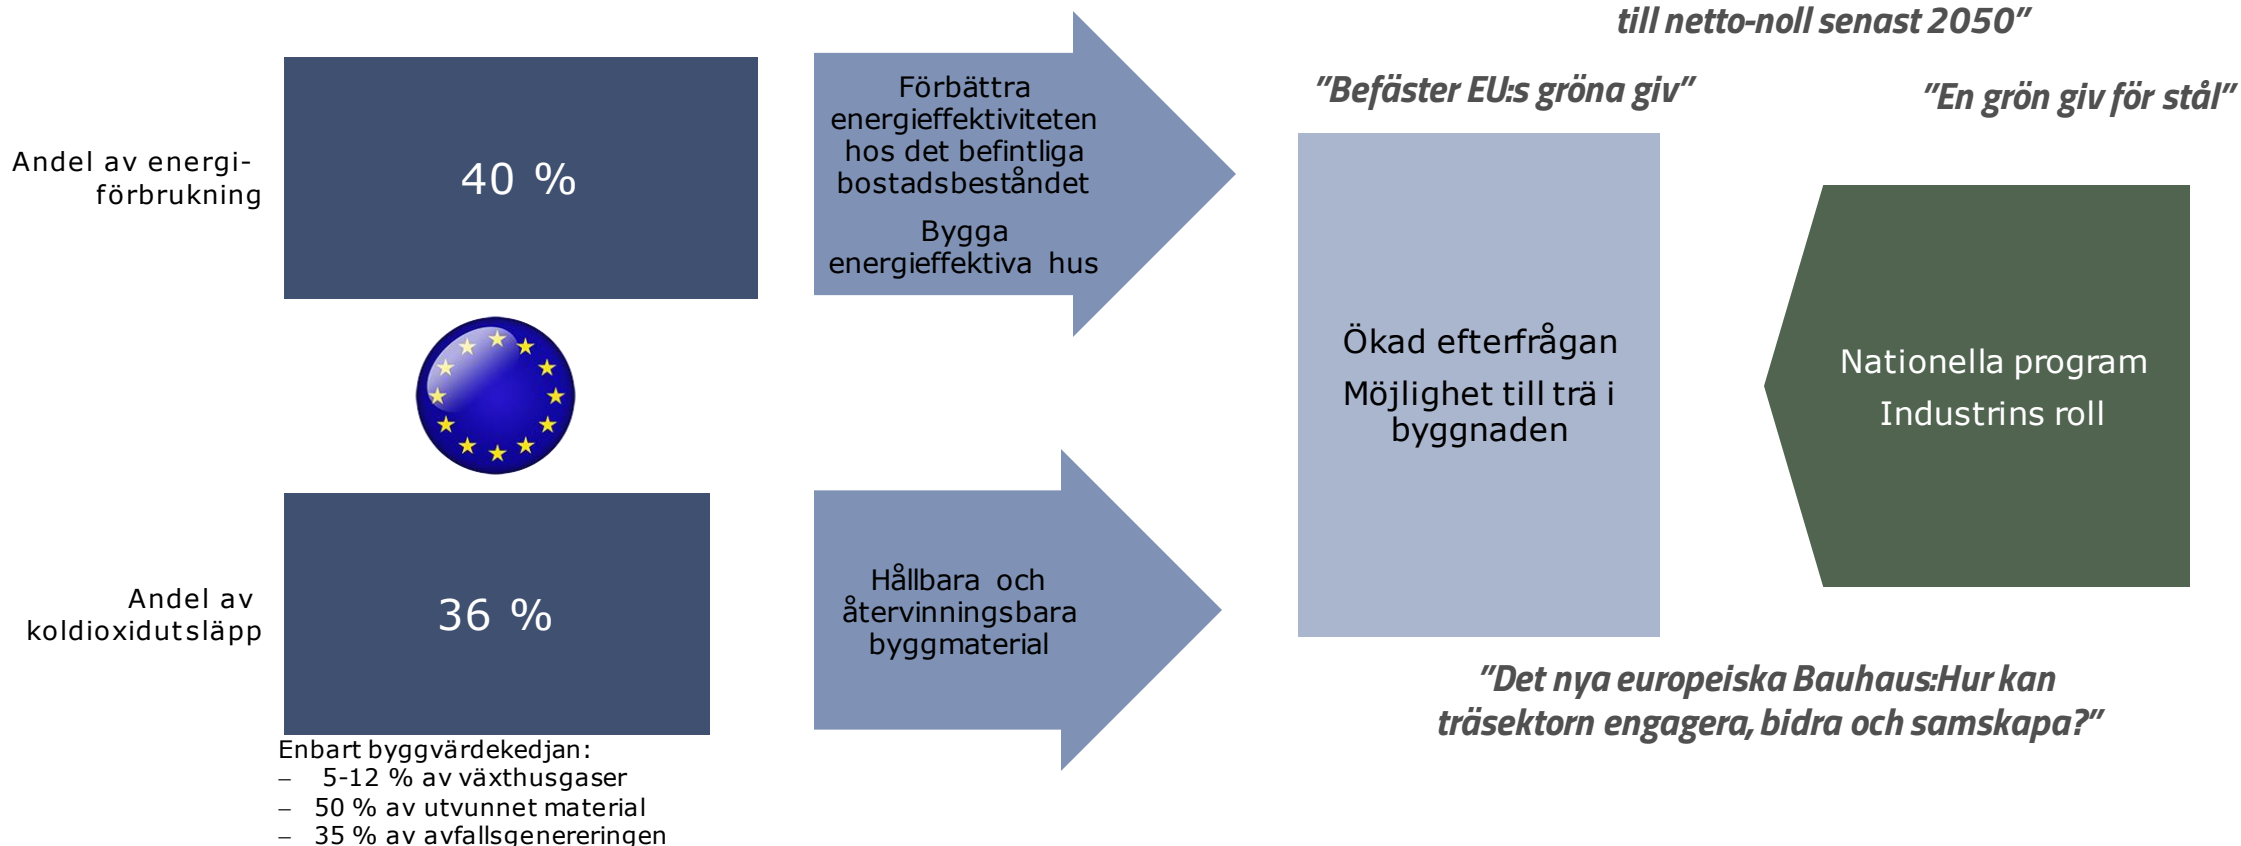 till netto-noll senast 2050”
”Befäster EU:s gröna giv”
”En grön giv för stål”
Andel av energi-
förbrukning
40 %
Förbättra
energieffektiviteten
hos det befintliga
bostadsbeståndet
Bygga
energieffektiva hus
Ökad efterfrågan
Möjlighet till trä i
byggnaden
Nationella program
Industrins roll
Andel av
koldioxidutsläpp
36 %
Hållbara och
återvinningsbara
byggmaterial
Enbart byggvärdekedjan:
– 5-12 % av växthusgaser
– 50 % av utvunnet material
– 35 % av avfallsgenereringen
”Det nya europeiska Bauhaus:Hur kan
träsektorn engagera, bidra och samskapa?”